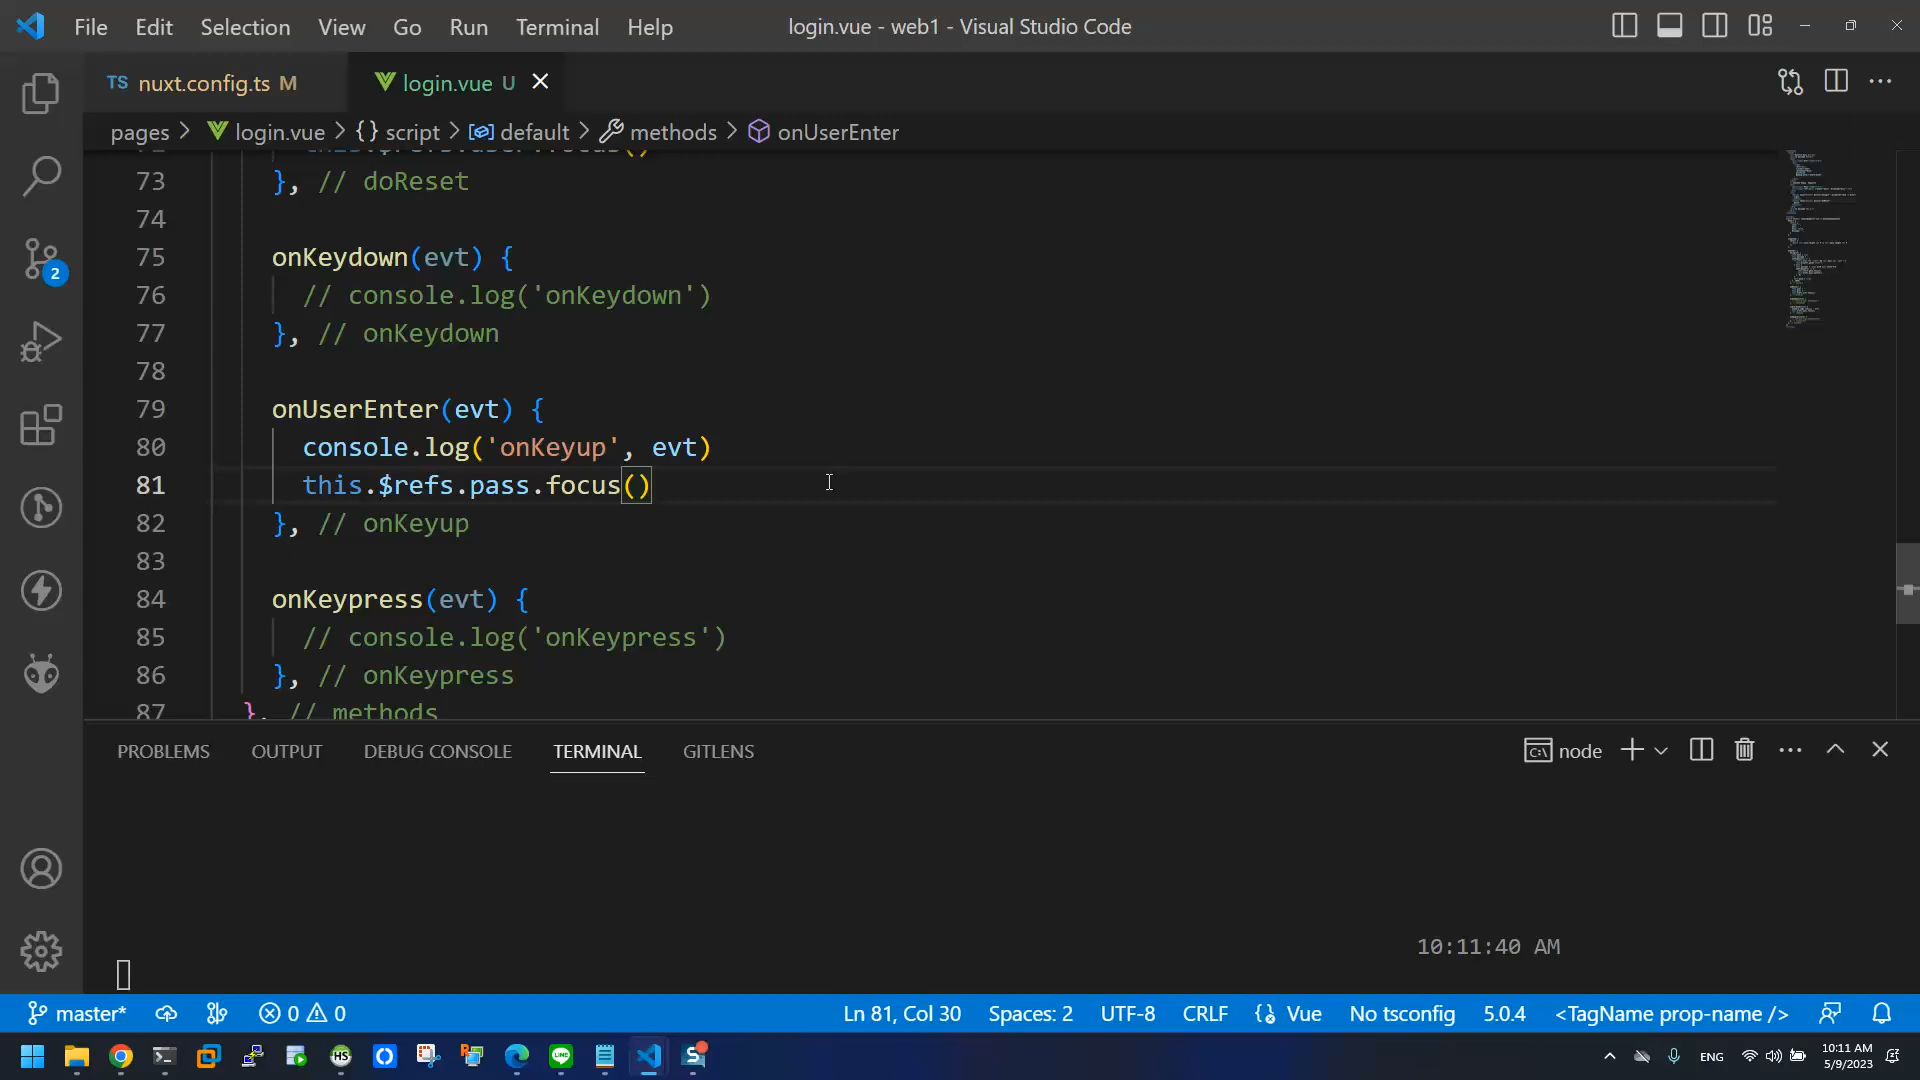 File Edit Selection View Go Run Terminal Help login.vue - web1 - Visual Studio Code
TS nuxt.config.ts M login.vue U
pages > login.vue > {} script > default > methods > onUserEnter
73 }, // doReset
74
75 onKeydown(evt) {
76 // console.log('onKeydown')
77 }, // onKeydown
78
79 onUserEnter(evt) {
80 console.log('onKeyup', evt)
81 this.$refs.pass.focus()
82 }, // onKeyup
83
84 onKeypress(evt) {
85 // console.log('onKeypress')
86 }, // onKeypress
87 }, // methods
2
PROBLEMS OUTPUT DEBUG CONSOLE TERMINAL GITLENS node
10:11:40 AM
master* 0 0 Ln 81, Col 30 Spaces: 2 UTF-8 CRLF {} Vue No tsconfig 5.0.4 <TagName prop-name />
HS LINE S ENG 10:11 AM
5/9/2023